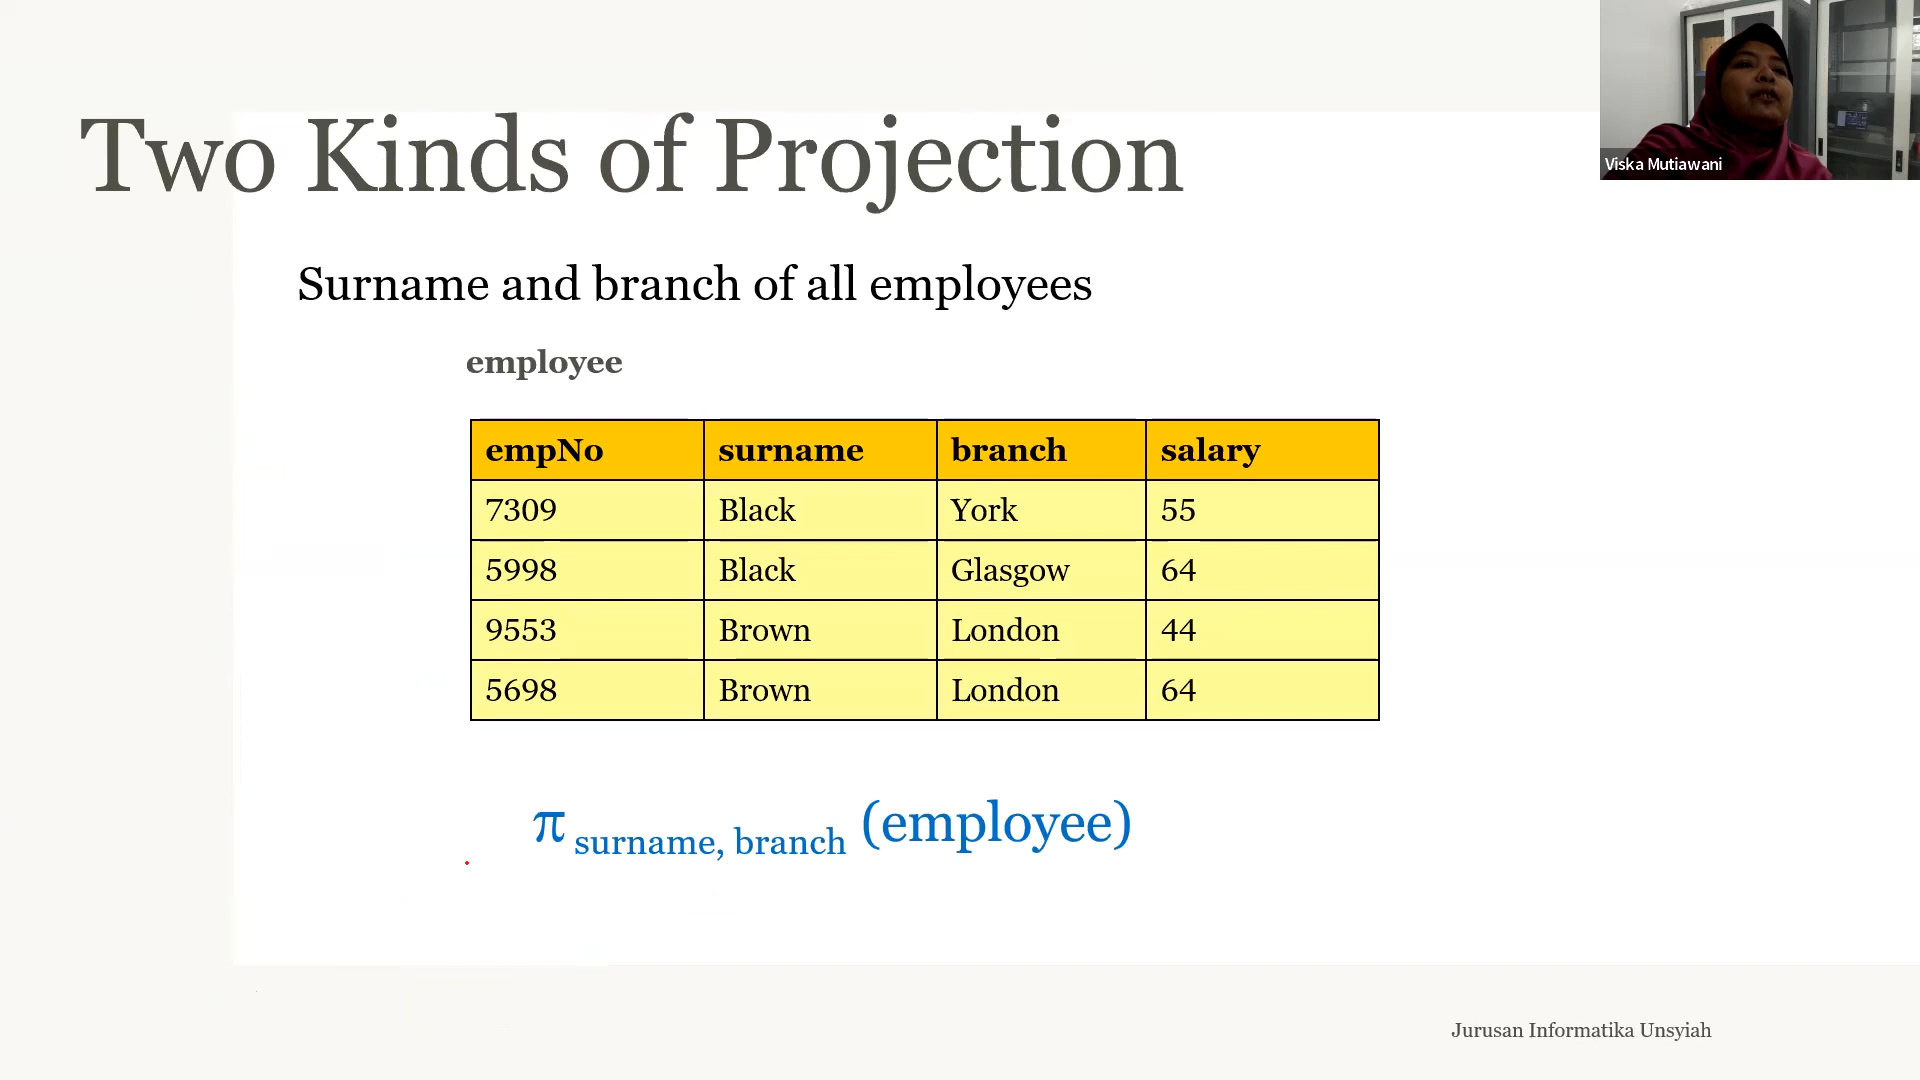 Viska Mutiawani
Two Kinds of Projection
Surname and branch of all employees
employee
empNo surname branch salary
7309 Black York 55
5998 Black Glasgow 64
9553 Brown London 44
5698 Brown London 64
π surname, branch (employee)
Jurusan Informatika Unsyiah